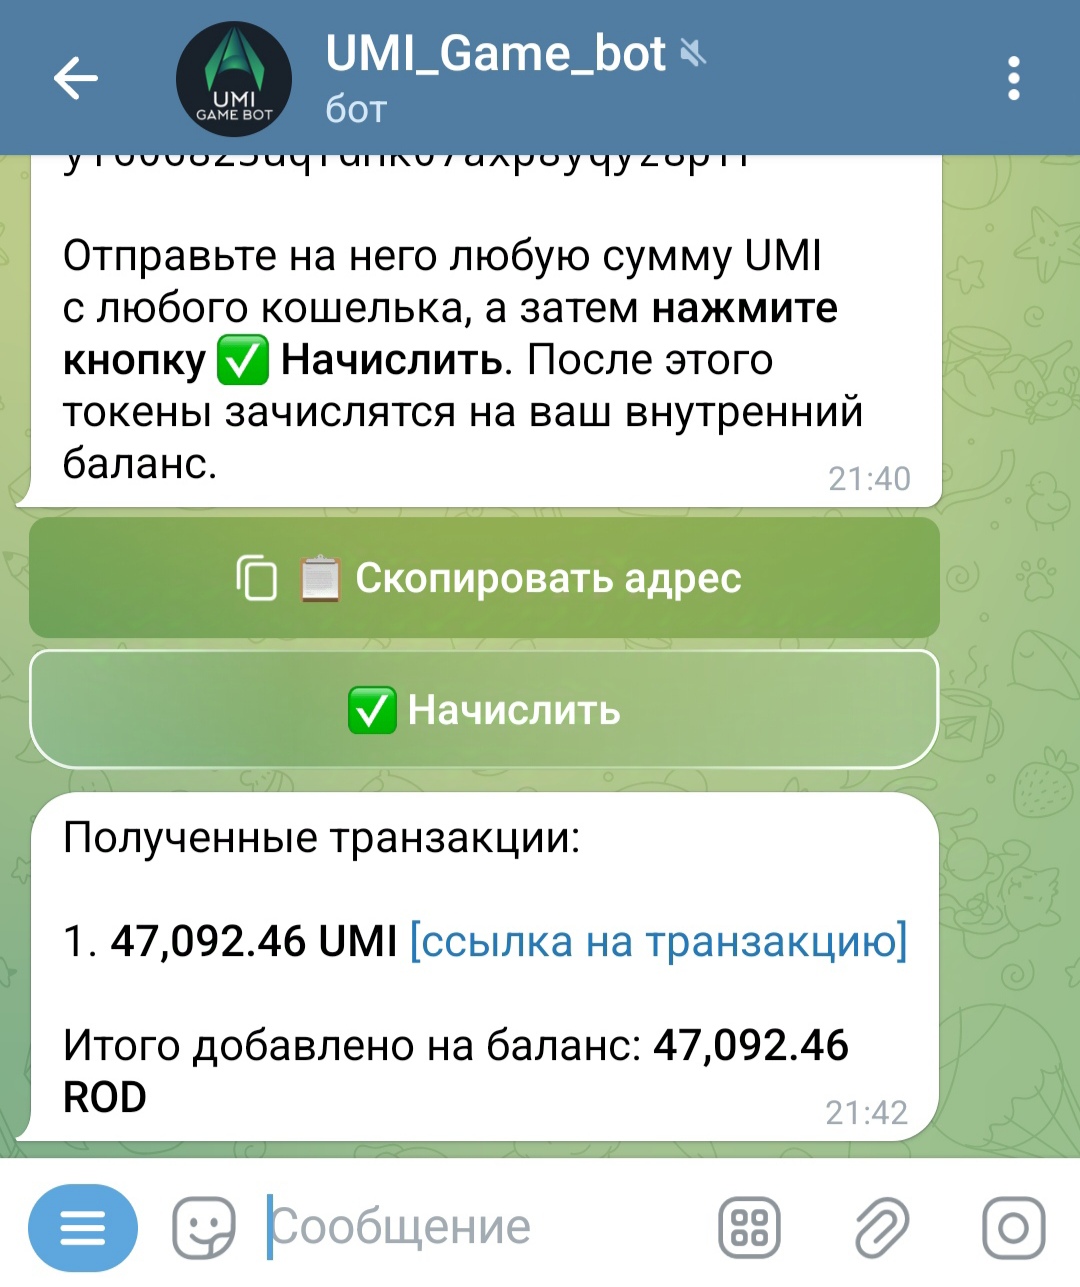 UMI_Game_bot
бот
UMI
GAME BOT
Отправьте на него любую сумму UMI
с любого кошелька, а затем нажмите
кнопку ✅ Начислить. После этого
токены зачислятся на ваш внутренний
баланс.
21:40
Скопировать адрес
✅ Начислить
Полученные транзакции:
1. 47,092.46 UMI [ссылка на транзакцию]
Итого добавлено на баланс: 47,092.46
ROD
21:42
Сообщение